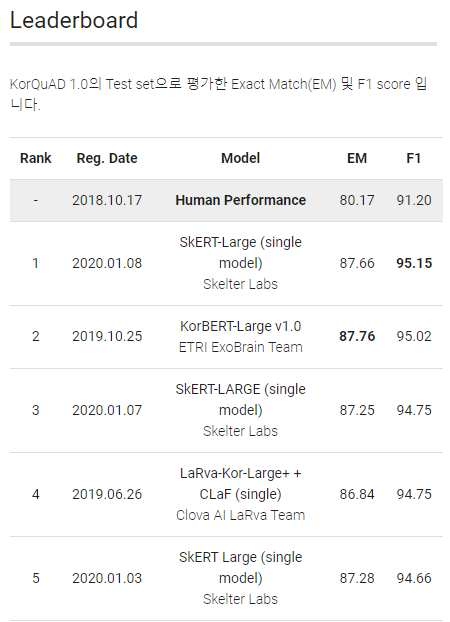 Leaderboard
KorQuAD 1.0의 Test set으로 평가한 Exact Match(EM) 및 F1 score 입
니다.
Rank Reg. Date Model EM F1
- 2018.10.17 Human Performance 80.17 91.20
1 2020.01.08 SkERT-Large (single model) 87.66 95.15
Skelter Labs
2 2019.10.25 KorBERT-Large v1.0 87.76 95.02
ETRI ExoBrain Team
3 2020.01.07 SkERT-LARGE (single model) 87.25 94.75
Skelter Labs
4 2019.06.26 LaRva-Kor-Large+ + CLaF (single) 86.84 94.75
Clova AI LaRva Team
5 2020.01.03 SkERT Large (single model) 87.28 94.66
Skelter Labs